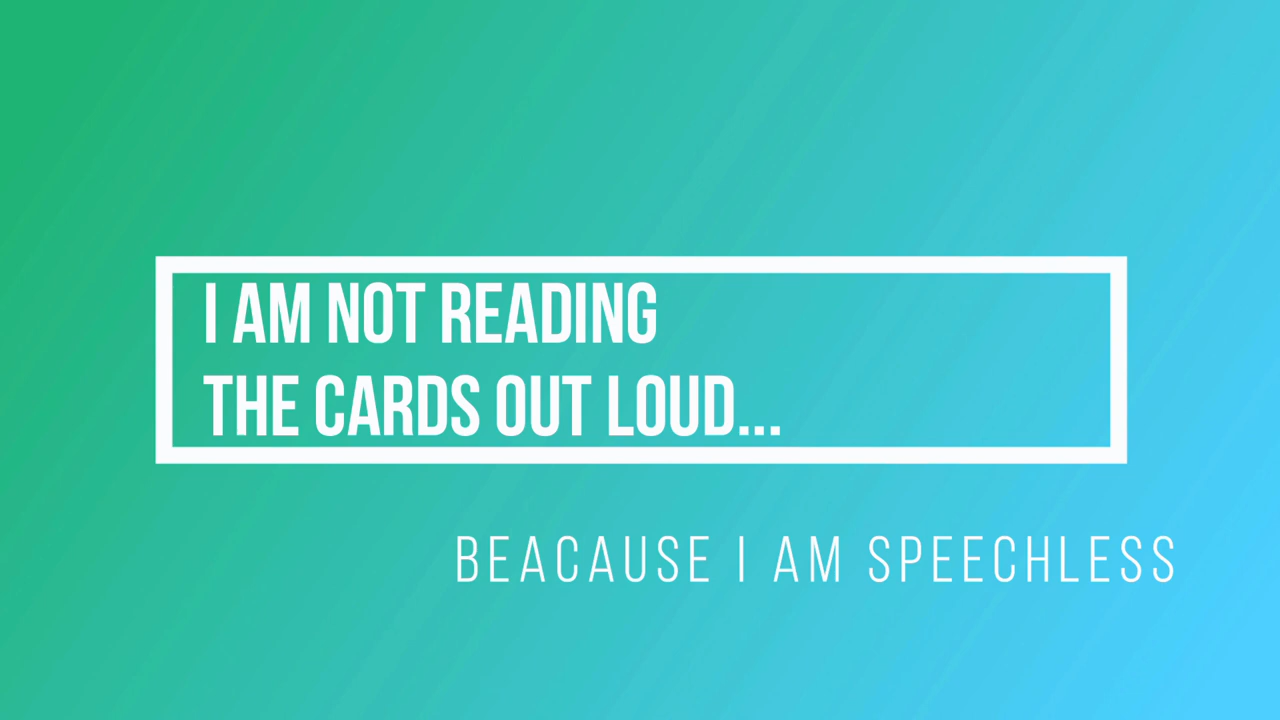 I AM NOT READING
THE CARDS OUT LOUD...
BEACAUSE I AM SPEECHLESS